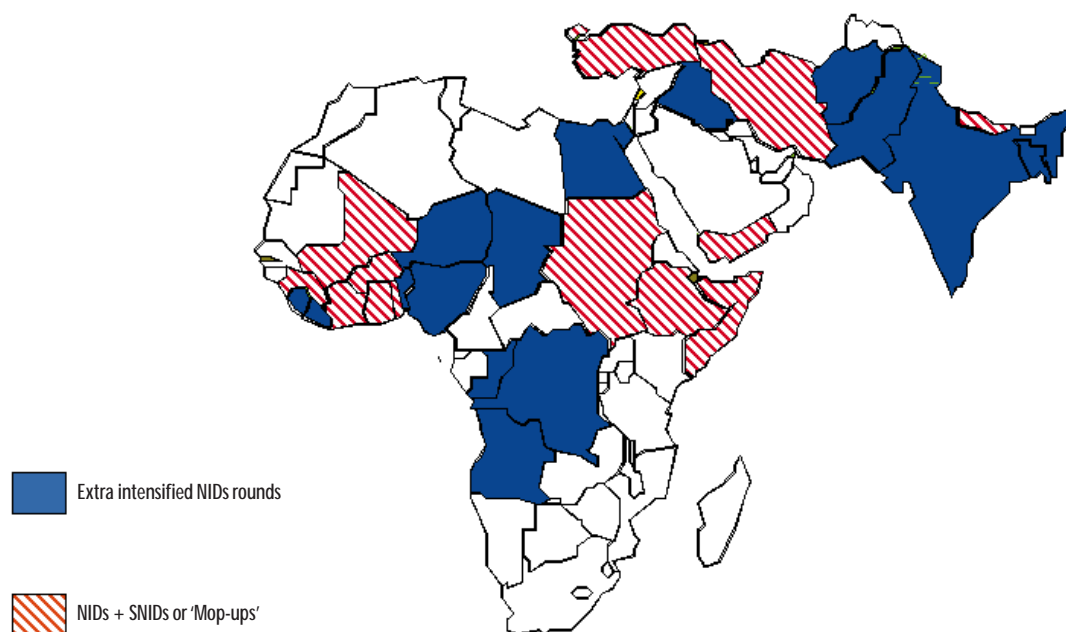 Extra intensified NIDs rounds
NIDs + SNIDs or ‘Mop-ups’